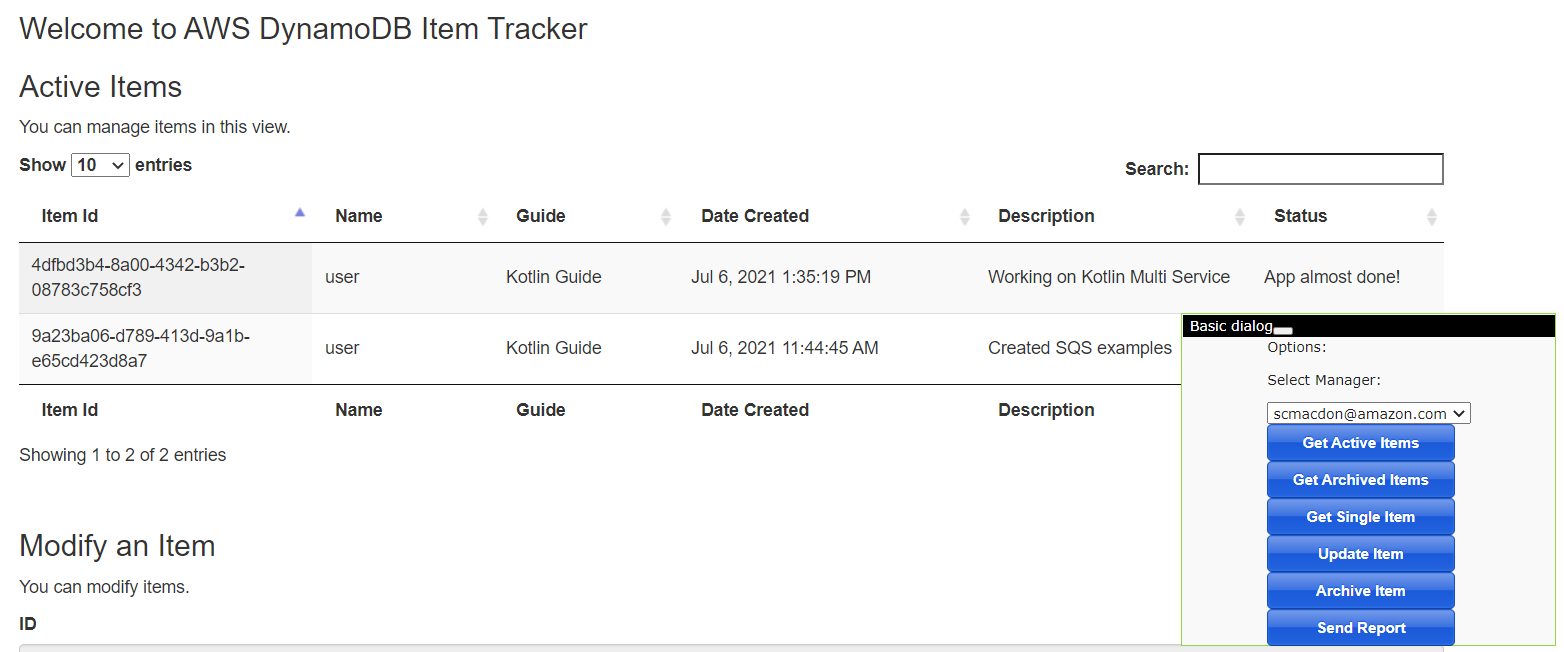 Welcome to AWS DynamoDB Item Tracker
Active Items
You can manage items in this view.
Show 10 entries
Search:
Item Id Name Guide Date Created Description Status
4dfbd3b4-8a00-4342-b3b2-
08783c758cf3
user Kotlin Guide Jul 6, 2021 1:35:19 PM Working on Kotlin Multi Service App almost done!
9a23ba06-d789-413d-9a1b-
e65cd423d8a7
user Kotlin Guide Jul 6, 2021 11:44:45 AM Created SQS examples
Item Id Name Guide Date Created Description
Showing 1 to 2 of 2 entries
Basic dialog
Options:
Select Manager:
scmacdon@amazon.com
Get Active Items
Get Archived Items
Get Single Item
Update Item
Archive Item
Send Report
Modify an Item
You can modify items.
ID